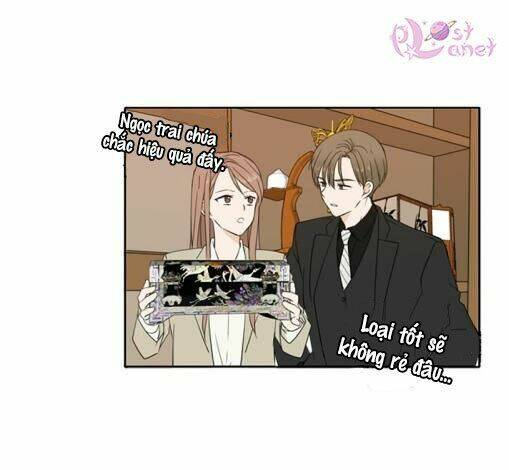 Lost
Planet
Ngọc trai chúa
chắc hiệu quả đấy.
Loại tốt sẽ
không rẻ đâu...